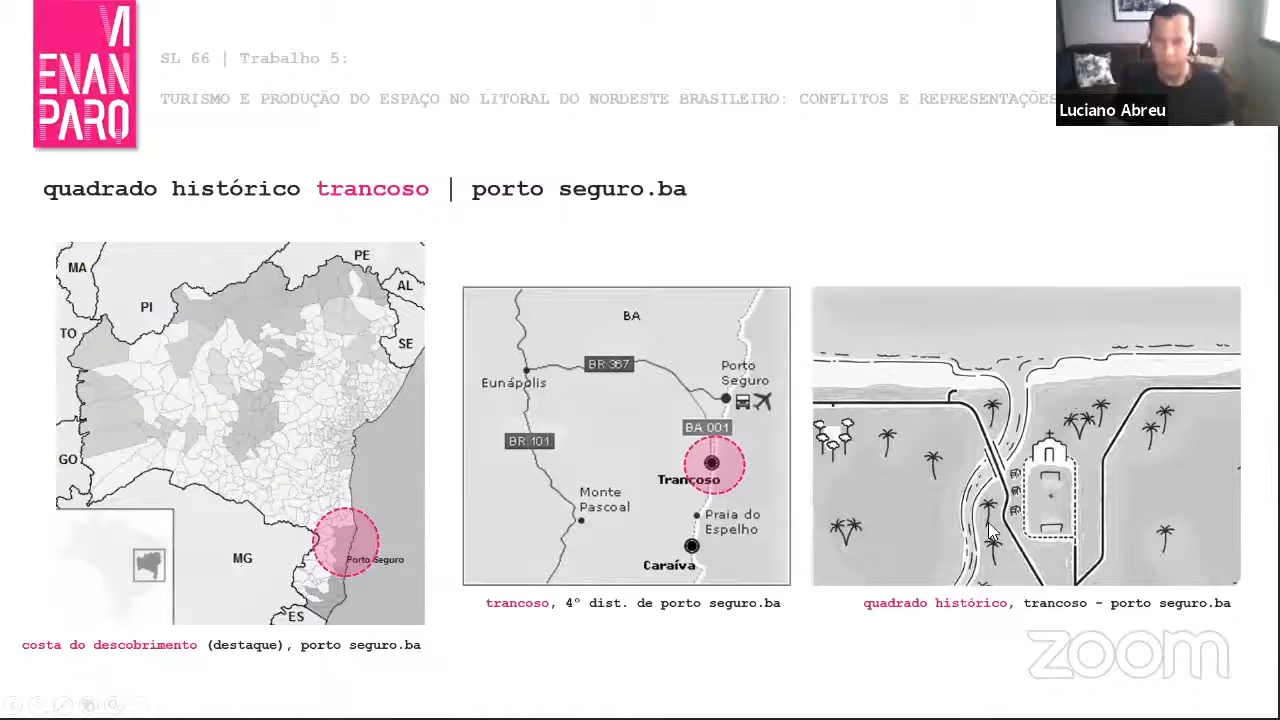 VI
ENAN
PARQ
SL 66 | Trabalho 5:
TURISMO E PRODUÇÃO DO ESPAÇO NO LITORAL DO NORDESTE BRASILEIRO: CONFLITOS E REPRESENTAÇÕES
Luciano Abreu
quadrado histórico trancoso | porto seguro.ba
MA
PI
PE
AL
TO
SE
GO
MG
Porto Seguro
ES
costa do descobrimento (destaque), porto seguro.ba
BA
BR 367
Porto
Seguro
Eunápolis
BA 001
BR 101
Trancoso
Monte
Pascoal
Praia do
Espelho
Caraíva
trancoso, 4º dist. de porto seguro.ba
quadrado histórico, trancoso - porto seguro.ba
zoom